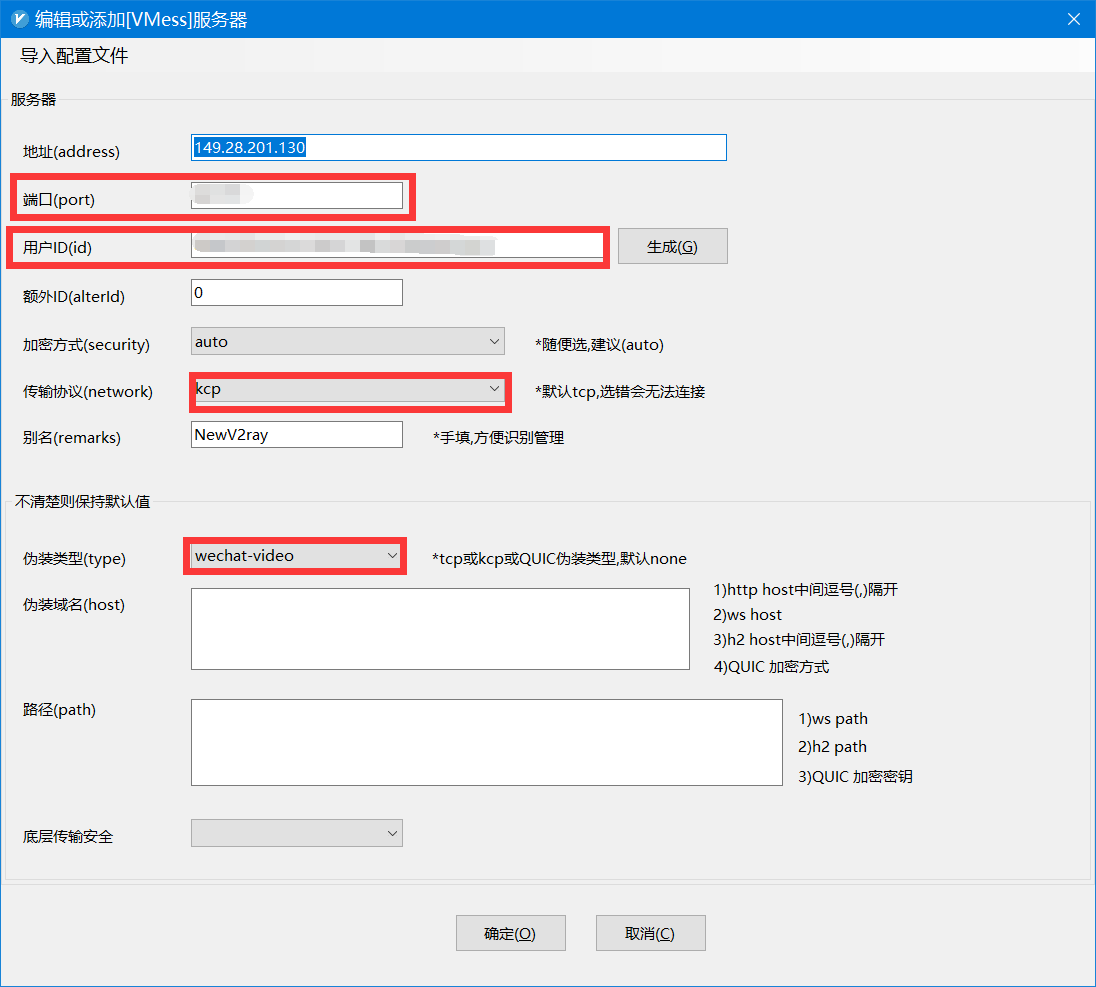 编辑或添加[VMess]服务器
导入配置文件
服务器
地址(address) 149.28.201.130
端口(port)
用户ID(id) 生成(G)
额外ID(alterId) 0
加密方式(security) auto *随便选,建议(auto)
传输协议(network) kcp *默认tcp,选错会无法连接
别名(remarks) NewV2ray *手填,方便识别管理
不清楚则保持默认值
伪装类型(type) wechat-video *tcp或kcp或QUIC伪装类型,默认none
伪装域名(host)
1)http host中间逗号(,)隔开
2)ws host
3)h2 host中间逗号(,)隔开
4)QUIC 加密方式
路径(path)
1)ws path
2)h2 path
3)QUIC 加密密钥
底层传输安全
确定(O) 取消(C)